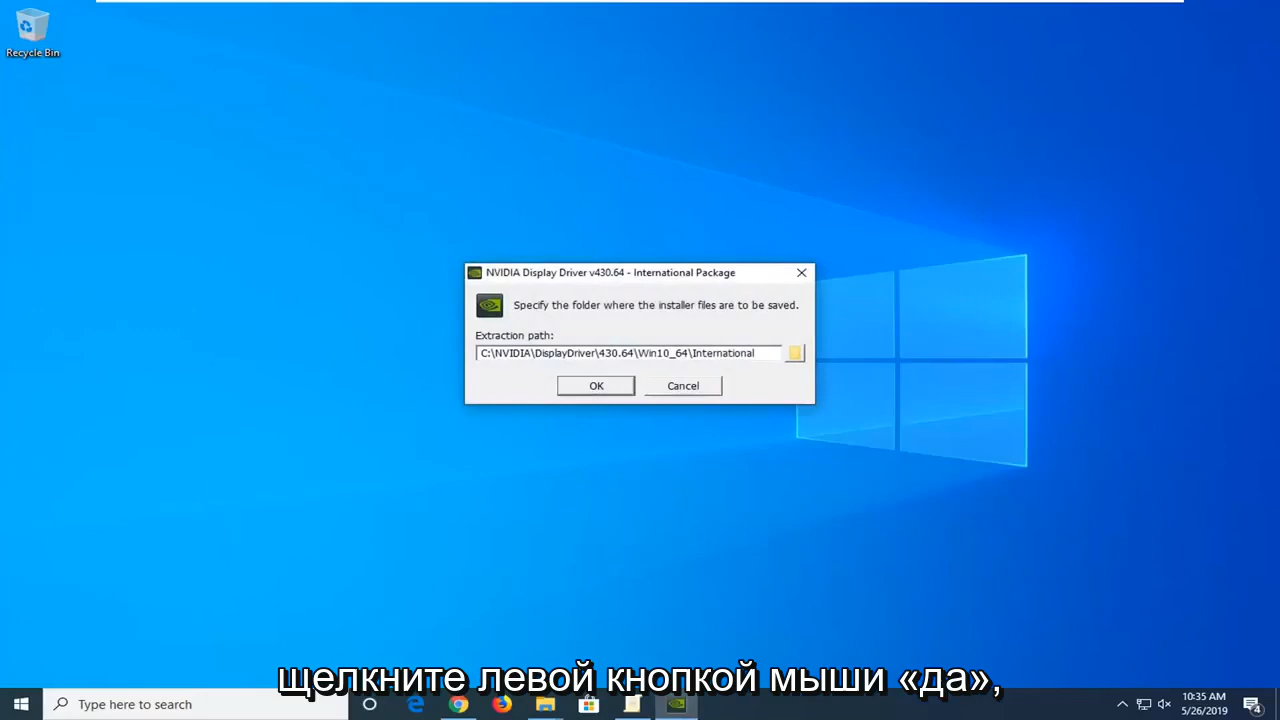 Recycle Bin
NVIDIA Display Driver v430.64 - International Package
Specify the folder where the installer files are to be saved.
Extraction path:
C:\NVIDIA\DisplayDriver\430.64\Win10_64\International
OK
Cancel
щелкните левой кнопкой мыши «да»,
Type here to search
10:35 AM
5/26/2019
4